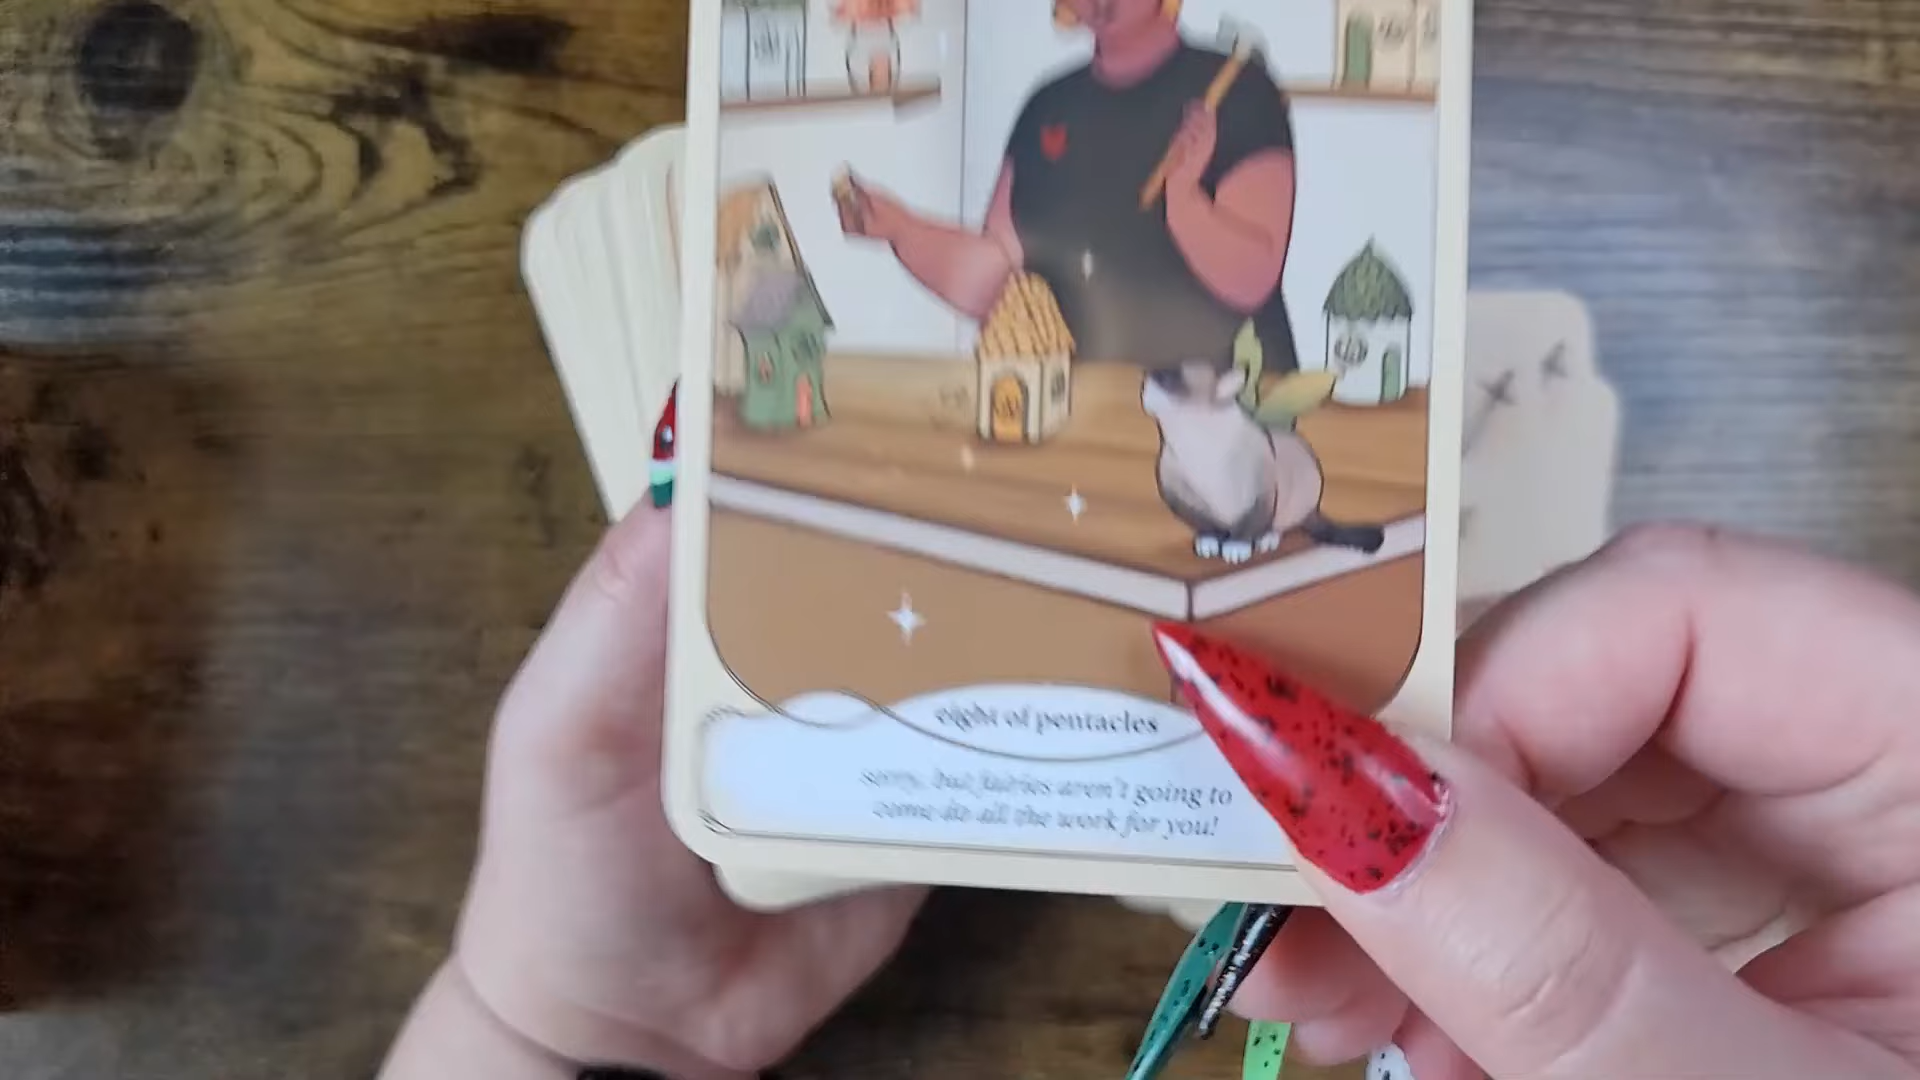 eight of pentacles
sorry, but fairies aren't going to
come do all the work for you!